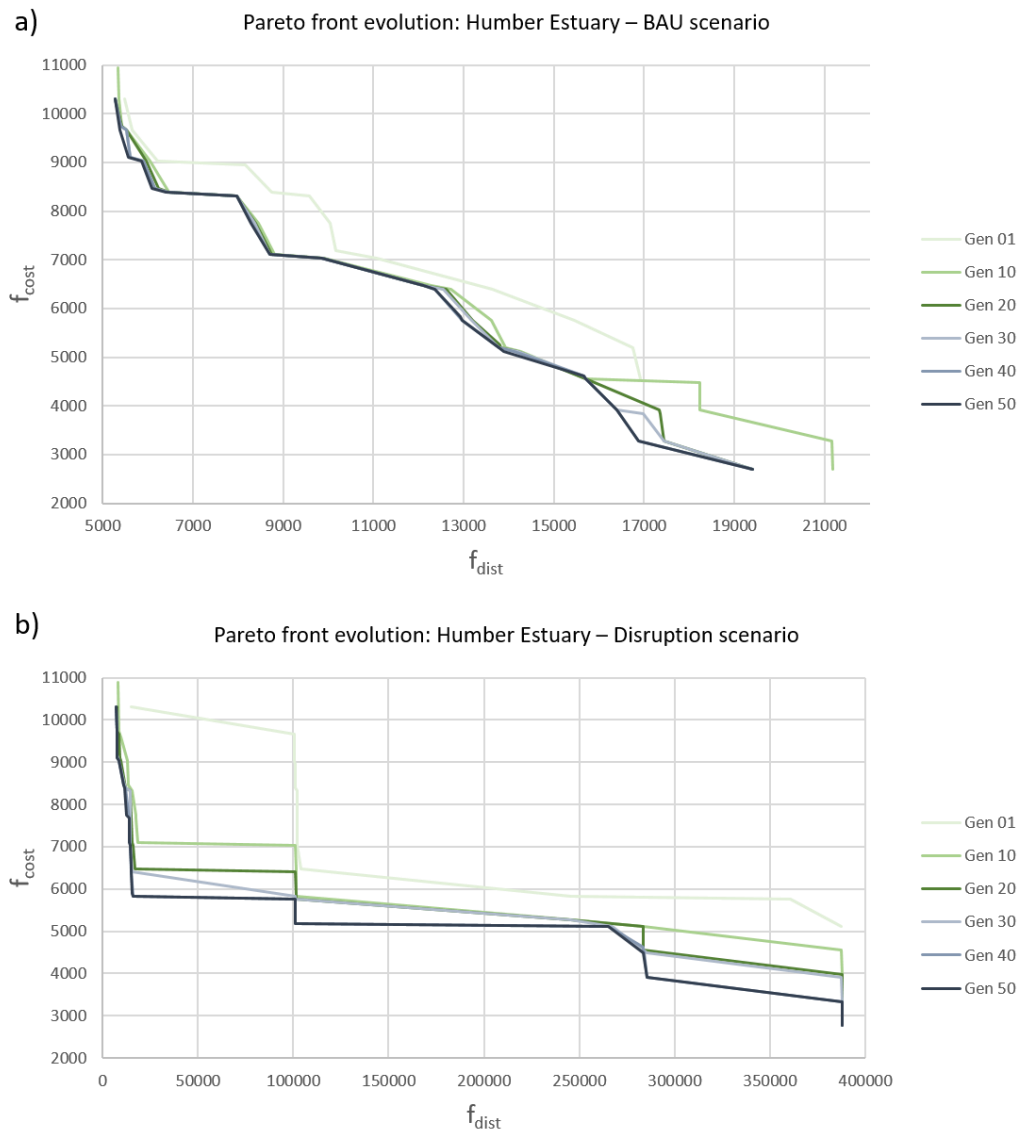 a)
Pareto front evolution: Humber Estuary – BAU scenario
11000
10000
9000
8000
7000
6000
5000
4000
3000
2000
f_cost
5000 7000 9000 11000 13000 15000 17000 19000 21000
f_dist
Gen 01
Gen 10
Gen 20
Gen 30
Gen 40
Gen 50
b)
Pareto front evolution: Humber Estuary – Disruption scenario
11000
10000
9000
8000
7000
6000
5000
4000
3000
2000
f_cost
0 50000 100000 150000 200000 250000 300000 350000 400000
f_dist
Gen 01
Gen 10
Gen 20
Gen 30
Gen 40
Gen 50